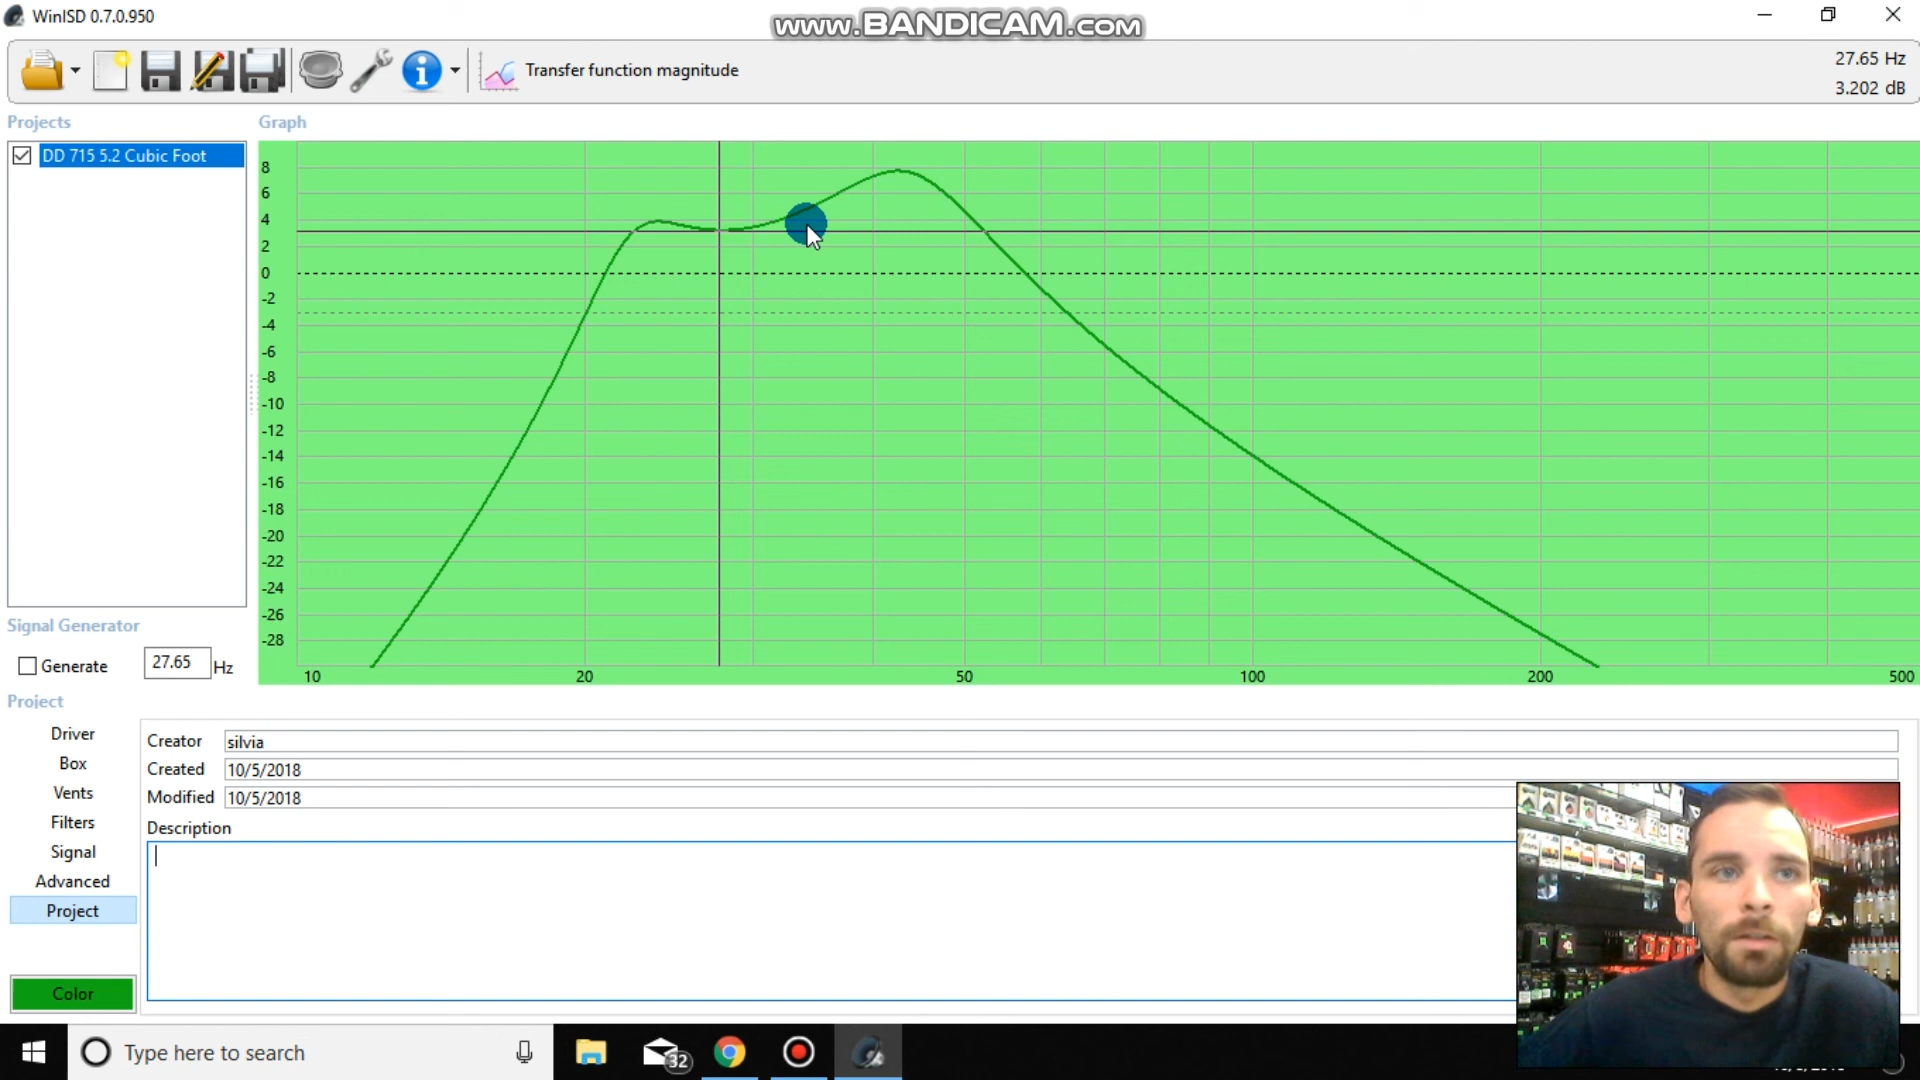 WinISD 0.7.0.950
www.BANDICAM.com
Transfer function magnitude
27.65 Hz
3.202 dB
Projects
Graph
DD 715 5.2 Cubic Foot
8
6
4
2
0
-2
-4
-6
-8
-10
-12
-14
-16
-18
-20
-22
-24
-26
-28
10 20 50 100 200 500
Signal Generator
Generate 27.65 Hz
Project
Driver
Box
Vents
Filters
Signal
Advanced
Project
Color
Creator silvia
Created 10/5/2018
Modified 10/5/2018
Description
Type here to search
32